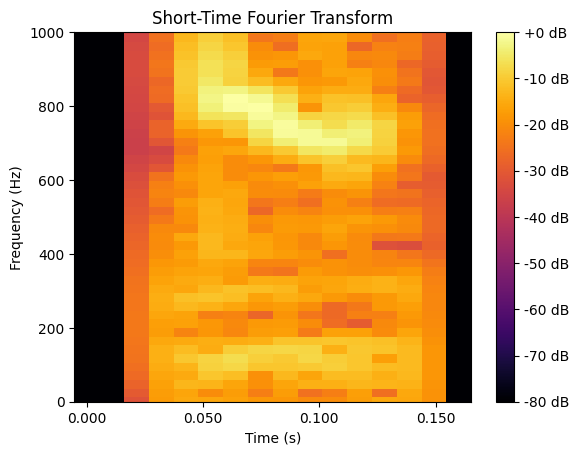 Short-Time Fourier Transform
1000
800
600
400
200
0
Frequency (Hz)
0.000
0.050
0.100
0.150
Time (s)
+0 dB
-10 dB
-20 dB
-30 dB
-40 dB
-50 dB
-60 dB
-70 dB
-80 dB